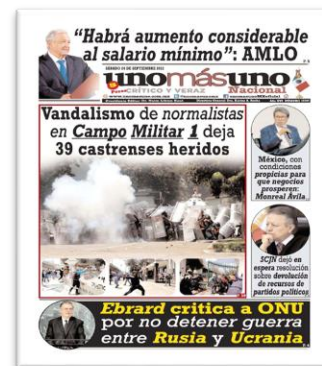 “Habrá aumento considerable
al salario mínimo”: AMLO
unomásuno
CRÍTICO Y VERAZ
Nacional
Vandalismo de normalistas
en Campo Militar 1 deja
39 castrenses heridos
México, con
condiciones
propicias para
que negocios
prosperen:
Monreal Ávila
SCJN dejó en
espera resolución
sobre devolución
de recursos de
partidos políticos
Ebrard critica a ONU
por no detener guerra
entre Rusia y Ucrania